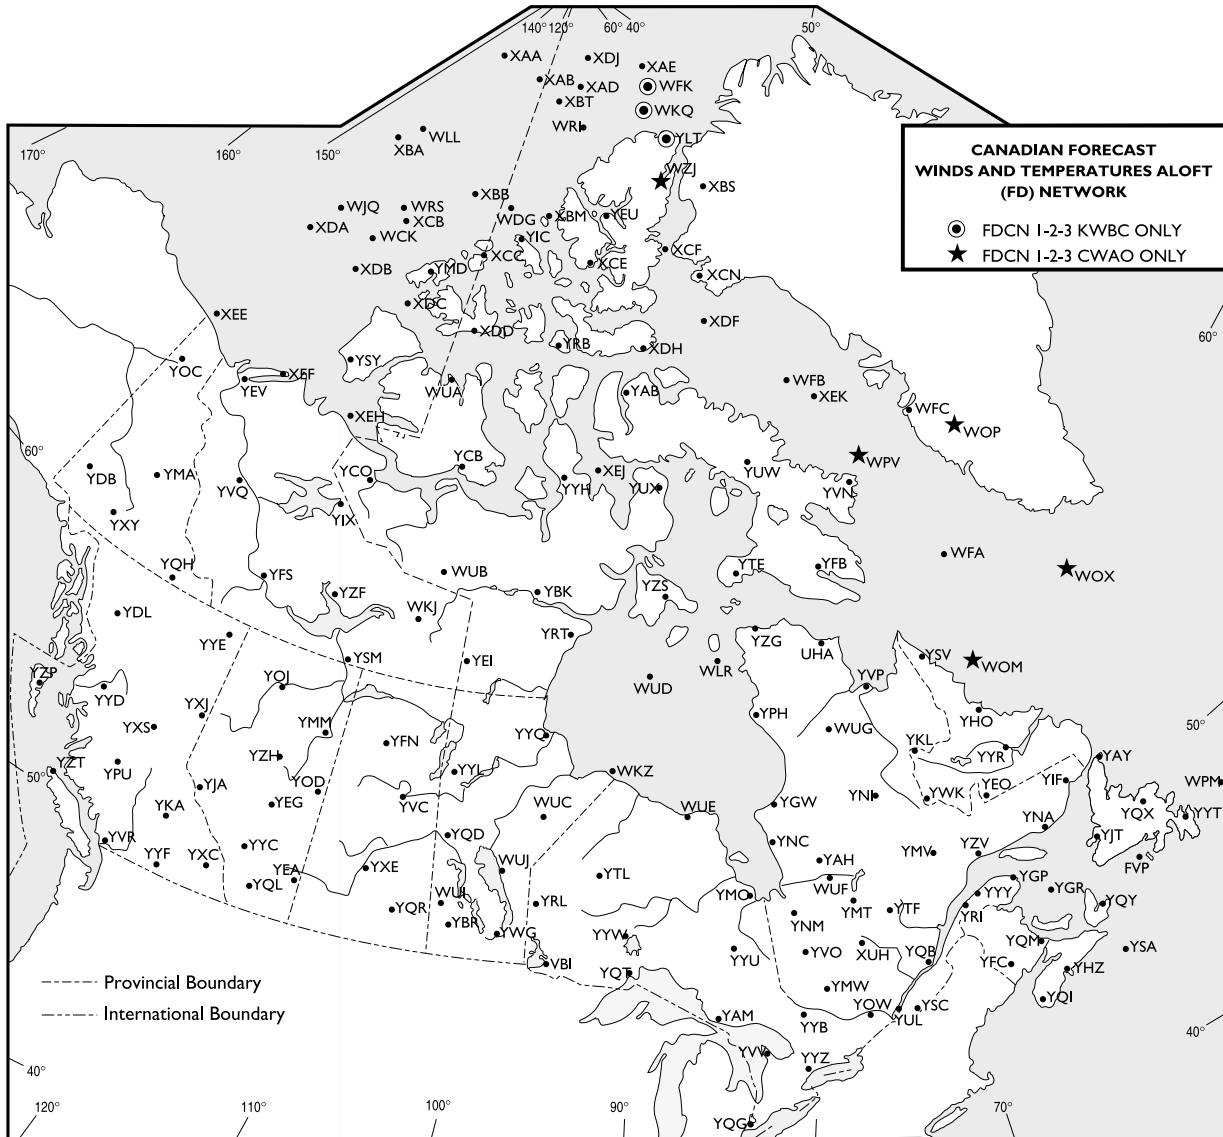 140° 120° 60° 40° 50°
XAA XDJ XAE
XAB XAD WFK
XBT WKQ
WRI YLT
WLL
XBA
170° 160° 150°
CANADIAN FORECAST
WINDS AND TEMPERATURES ALOFT
(FD) NETWORK
FDCN 1-2-3 KWBC ONLY
FDCN 1-2-3 CWAO ONLY
WZJ
XBB XBS
WJQ WRS
XDA XCB WDG XBM YEU
WCK YIC
XCC XCE XCF
XDB YMD XCN
XDC
XEE XDD XDF
YRB XDH
60°
YOC YSY
YEV XEF WUA YAB WFB
XEK
XEH WFC
WOP
60°
YDB YMA YVQ YCO YCB YYH XEJ YUX YUW WPV
YVN
YXY YIX
WFA
YQH YFS WUB YTE YFB WOX
YZF YBK YZS
YDL WKJ
YYE YRT YZG
UHA
YSM YEI WLR YSV WOM
YZP YYD YOJ WUD YVP
YXJ YPH YHO 50°
YXS YMM YFN YYQ WUG
YKL YYR
YZH YAY
YZT YPU YYL WKZ YIF
50° YJA YOD YEO WPM
YEG YVC YGW YNI YWK
YKA WUC WUE YQX YYT
YVR YQD YNC YNA YJT
YYC YMV YZV
YYF YXC YEA YXE WUJ YAH FVP
YQL YTL WUF YGP
YMO YYY YGR
YQR WUI YRL YNM YMT YTF YRI YQY
YBR
YWG YYW YQM YSA
YYU YVO XUH YQB
VBI YQT YFC YHZ
Provincial Boundary
YMW YQI
International Boundary
YAM YYB YOW YUL YSC 40°
YVV
YYZ
40°
120° 110° 100° 90° 70°
YQG